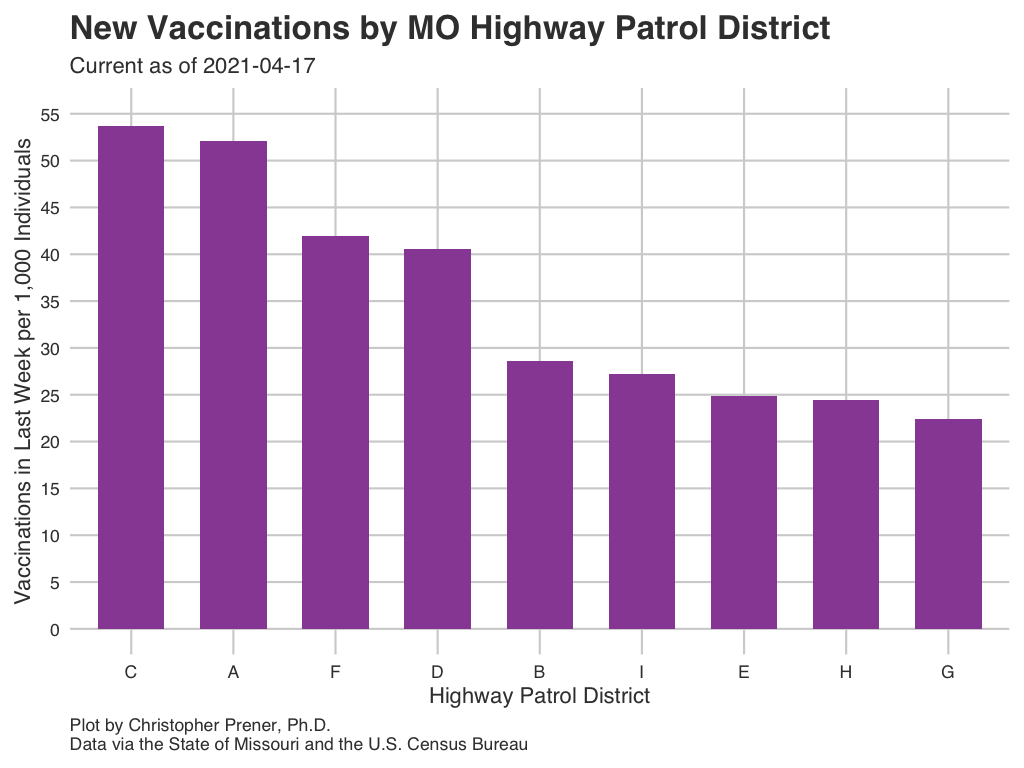 New Vaccinations by MO Highway Patrol District
Current as of 2021-04-17
Vaccinations in Last Week per 1,000 Individuals
55
50
45
40
35
30
25
20
15
10
5
0
C A F D B I E H G
Highway Patrol District
Plot by Christopher Prener, Ph.D.
Data via the State of Missouri and the U.S. Census Bureau